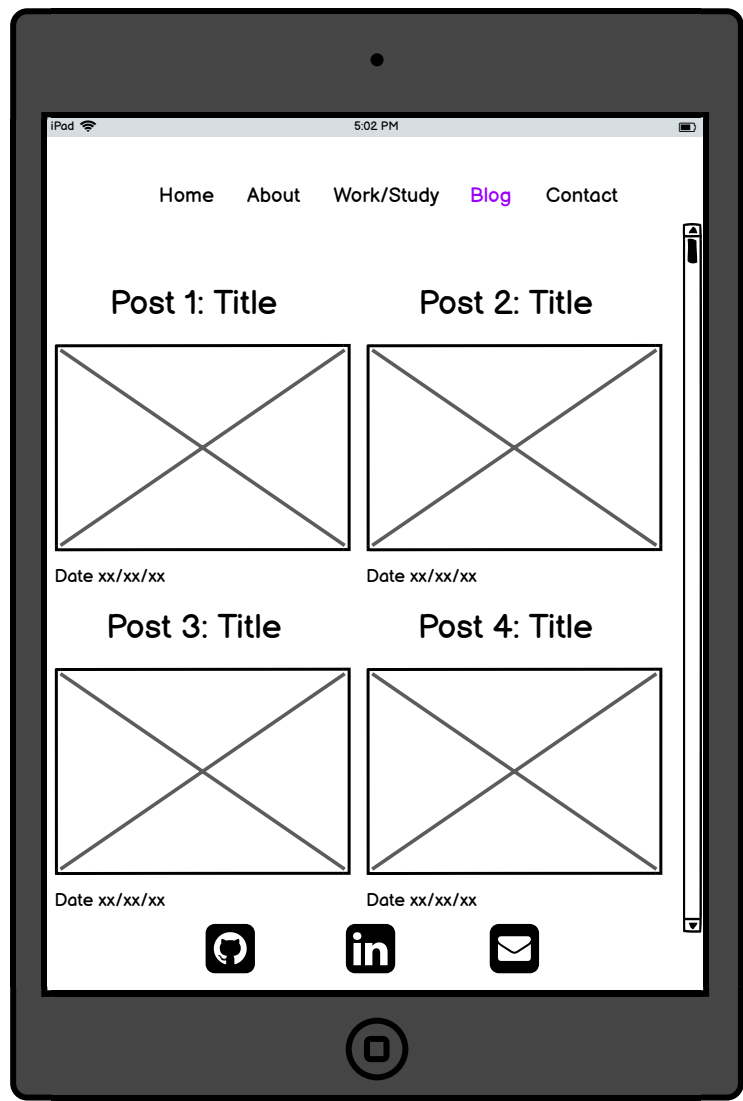 iPad 5:02 PM
Home About Work/Study Blog Contact
Post 1: Title Post 2: Title
Date xx/xx/xx Date xx/xx/xx
Post 3: Title Post 4: Title
Date xx/xx/xx Date xx/xx/xx
in